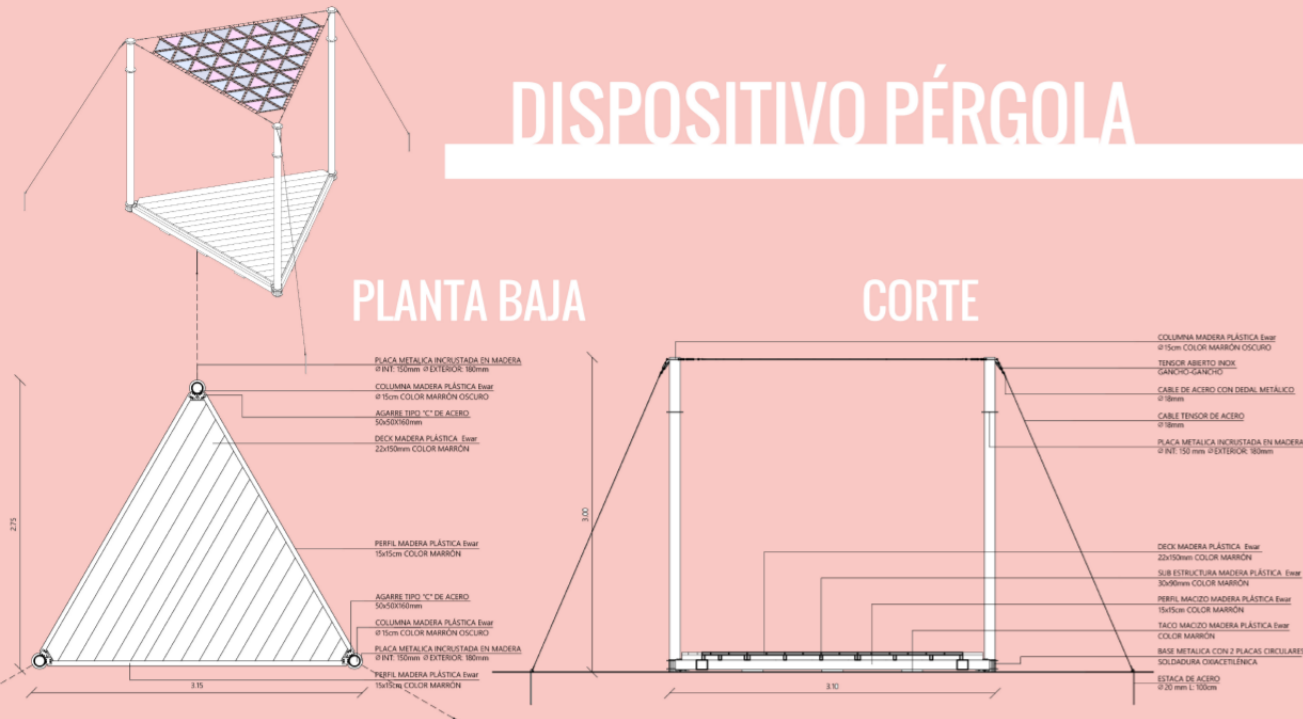 DISPOSITIVO PÉRGOLA
PLANTA BAJA
PLACA METALICA INCRUSTADA EN MADERA
Ø INT: 150mm Ø EXTERIOR: 180mm
COLUMNA MADERA PLÁSTICA Ewar
Ø 15cm COLOR MARRÓN OSCURO
AGARRE TIPO "C" DE ACERO
50x50X160mm
DECK MADERA PLÁSTICA Ewar
22x150mm COLOR MARRÓN
2.75
PERFIL MADERA PLÁSTICA Ewar
15x15cm COLOR MARRÓN
AGARRE TIPO "C" DE ACERO
50x50X160mm
COLUMNA MADERA PLÁSTICA Ewar
Ø 15cm COLOR MARRÓN OSCURO
PLACA METALICA INCRUSTADA EN MADERA
Ø INT: 150mm Ø EXTERIOR: 180mm
PERFIL MADERA PLÁSTICA Ewar
15x15cm COLOR MARRÓN
3.15
CORTE
COLUMNA MADERA PLÁSTICA Ewar
Ø 15cm COLOR MARRÓN OSCURO
TENSOR ABIERTO INOX
GANCHO-GANCHO
CABLE DE ACERO CON DEDAL METÁLICO
Ø 18mm
CABLE TENSOR DE ACERO
Ø 18mm
PLACA METALICA INCRUSTADA EN MADERA
Ø INT: 150 mm Ø EXTERIOR: 180mm
3.00
DECK MADERA PLÁSTICA Ewar
22x150mm COLOR MARRÓN
SUB ESTRUCTURA MADERA PLÁSTICA Ewar
30x90mm COLOR MARRÓN
PERFIL MACIZO MADERA PLÁSTICA Ewar
15x15cm COLOR MARRÓN
TACO MACIZO MADERA PLÁSTICA Ewar
COLOR MARRÓN
BASE METALICA CON 2 PLACAS CIRCULARES
SOLDADURA OXIACETILÉNICA
ESTACA DE ACERO
Ø 20 mm L: 100cm
3.10